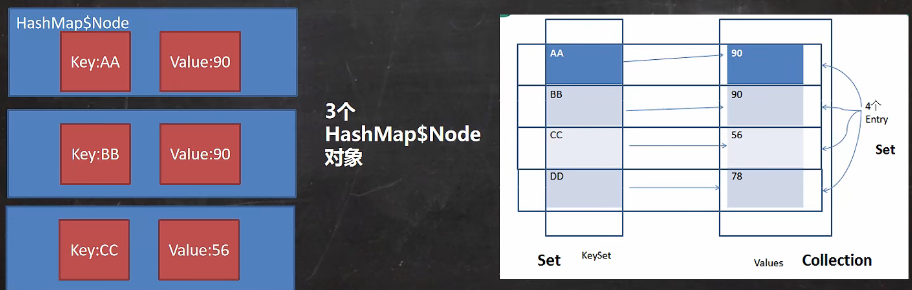 HashMap$Node
Key:AA
Value:90
Key:BB
Value:90
Key:CC
Value:56
3个
HashMap$Node
对象
AA
90
BB
90
CC
56
DD
78
4个
Entry
Set
Set
KeySet
Values
Collection